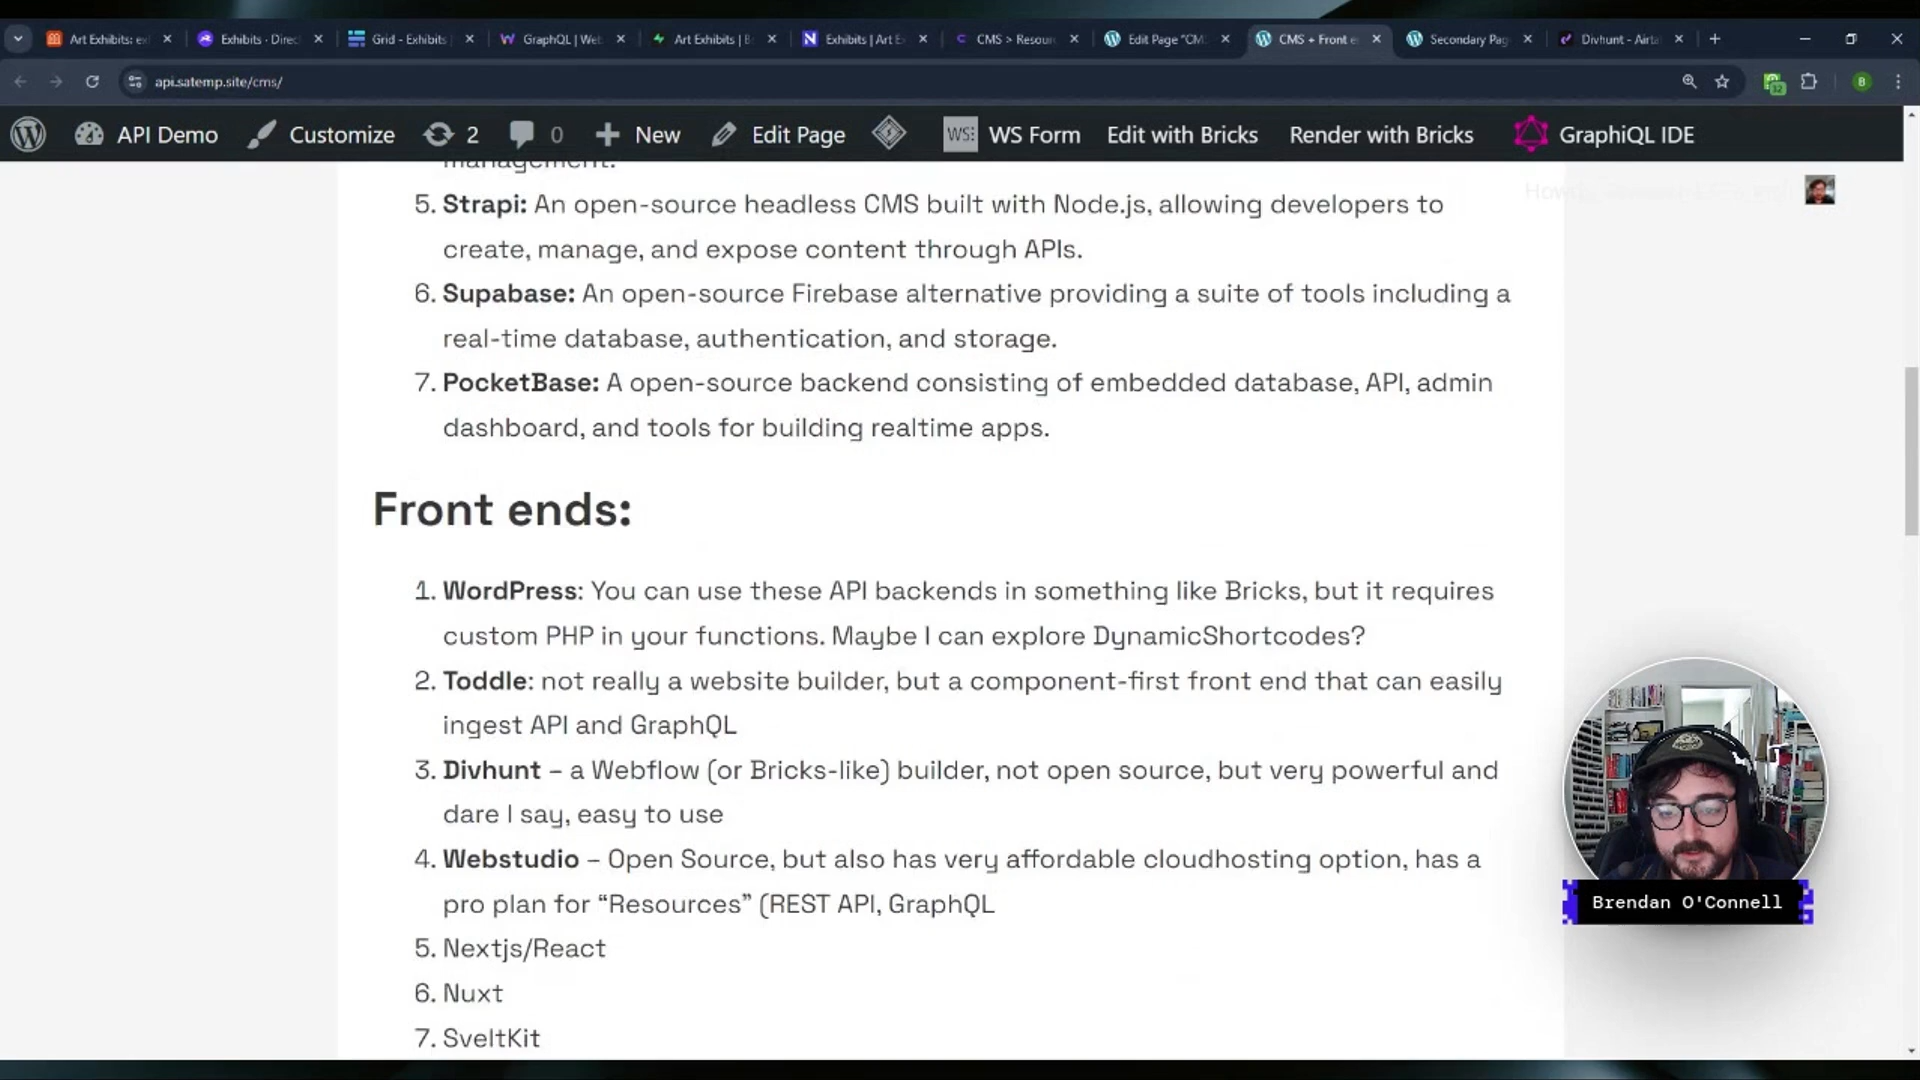 Art Exhibits: ex
Exhibits · Direc
Grid - Exhibits
GraphQL | Web
Art Exhibits | B
Exhibits | Art E
CMS > Resour
Edit Page "CM
CMS + Front e
Secondary Pag
Divhunt - Airta
api.satemp.site/cms/
API Demo
Customize
2
0
New
Edit Page
WS Form
Edit with Bricks
Render with Bricks
GraphiQL IDE
management.
5. Strapi: An open-source headless CMS built with Node.js, allowing developers to
create, manage, and expose content through APIs.
6. Supabase: An open-source Firebase alternative providing a suite of tools including a
real-time database, authentication, and storage.
7. PocketBase: A open-source backend consisting of embedded database, API, admin
dashboard, and tools for building realtime apps.
Front ends:
1. WordPress: You can use these API backends in something like Bricks, but it requires
custom PHP in your functions. Maybe I can explore DynamicShortcodes?
2. Toddle: not really a website builder, but a component-first front end that can easily
ingest API and GraphQL
3. Divhunt – a Webflow (or Bricks-like) builder, not open source, but very powerful and
dare I say, easy to use
4. Webstudio – Open Source, but also has very affordable cloudhosting option, has a
pro plan for “Resources” (REST API, GraphQL
5. Nextjs/React
6. Nuxt
7. SveltKit
Brendan O'Connell